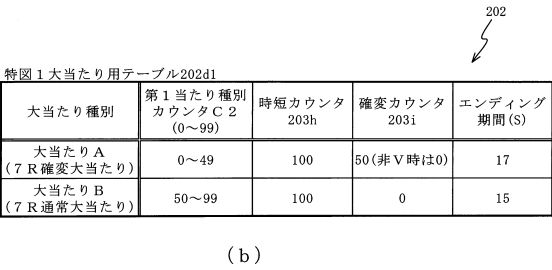 202
特図１大当たり用テーブル202d1
大当たり種別
第１当たり種別
カウンタＣ２
(0～99)
時短カウンタ
203h
確変カウンタ
203i
エンディング
期間(S)
大当たりＡ
(７Ｒ確変大当たり)
0～49
100
50(非Ｖ時は0)
17
大当たりＢ
(７Ｒ通常大当たり)
50～99
100
0
15
(b)